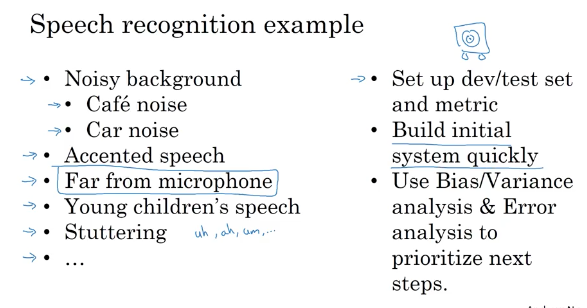 Speech recognition example
• Noisy background
• Café noise
• Car noise
• Accented speech
• Far from microphone
• Young children's speech
• Stuttering uh, ah, um, ...
• ...
• Set up dev/test set
and metric
• Build initial
system quickly
• Use Bias/Variance
analysis & Error
analysis to
prioritize next
steps.